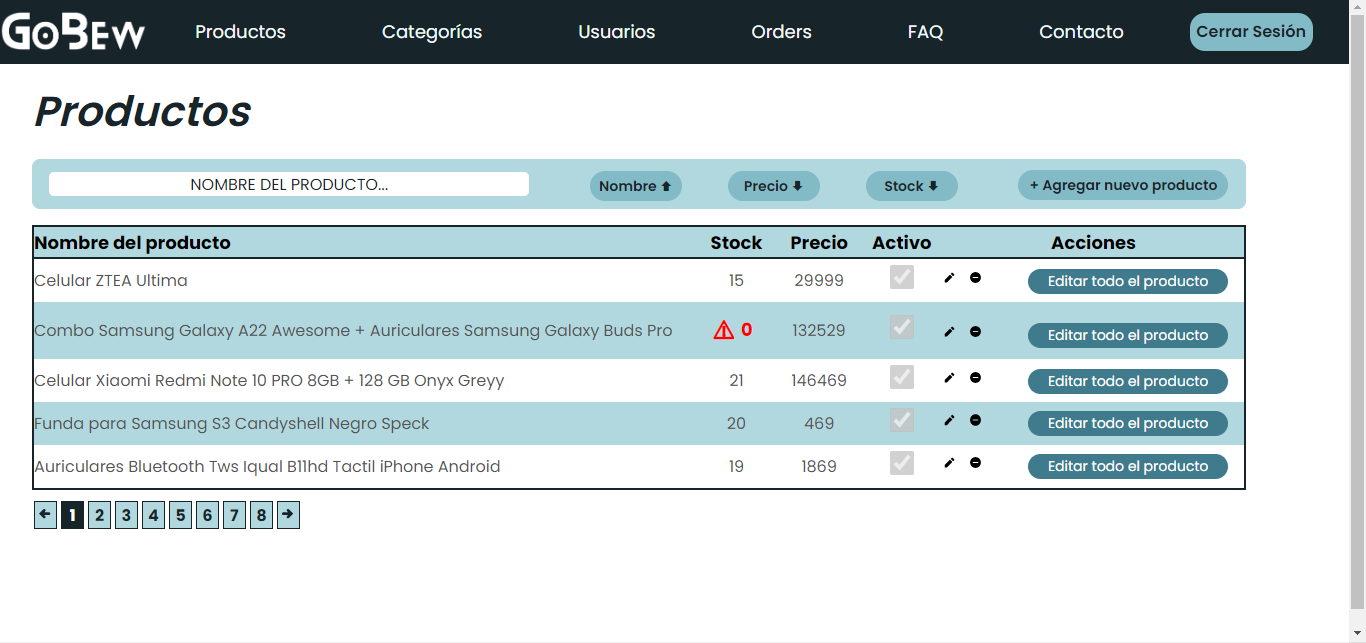 GoBew Productos Categorías Usuarios Orders FAQ Contacto Cerrar Sesión
Productos
NOMBRE DEL PRODUCTO... Nombre Precio Stock + Agregar nuevo producto
Nombre del producto Stock Precio Activo Acciones
Celular ZTEA Ultima 15 29999 Editar todo el producto
Combo Samsung Galaxy A22 Awesome + Auriculares Samsung Galaxy Buds Pro 0 132529 Editar todo el producto
Celular Xiaomi Redmi Note 10 PRO 8GB + 128 GB Onyx Greyy 21 146469 Editar todo el producto
Funda para Samsung S3 Candyshell Negro Speck 20 469 Editar todo el producto
Auriculares Bluetooth Tws Iqual B11hd Tactil iPhone Android 19 1869 Editar todo el producto
1 2 3 4 5 6 7 8